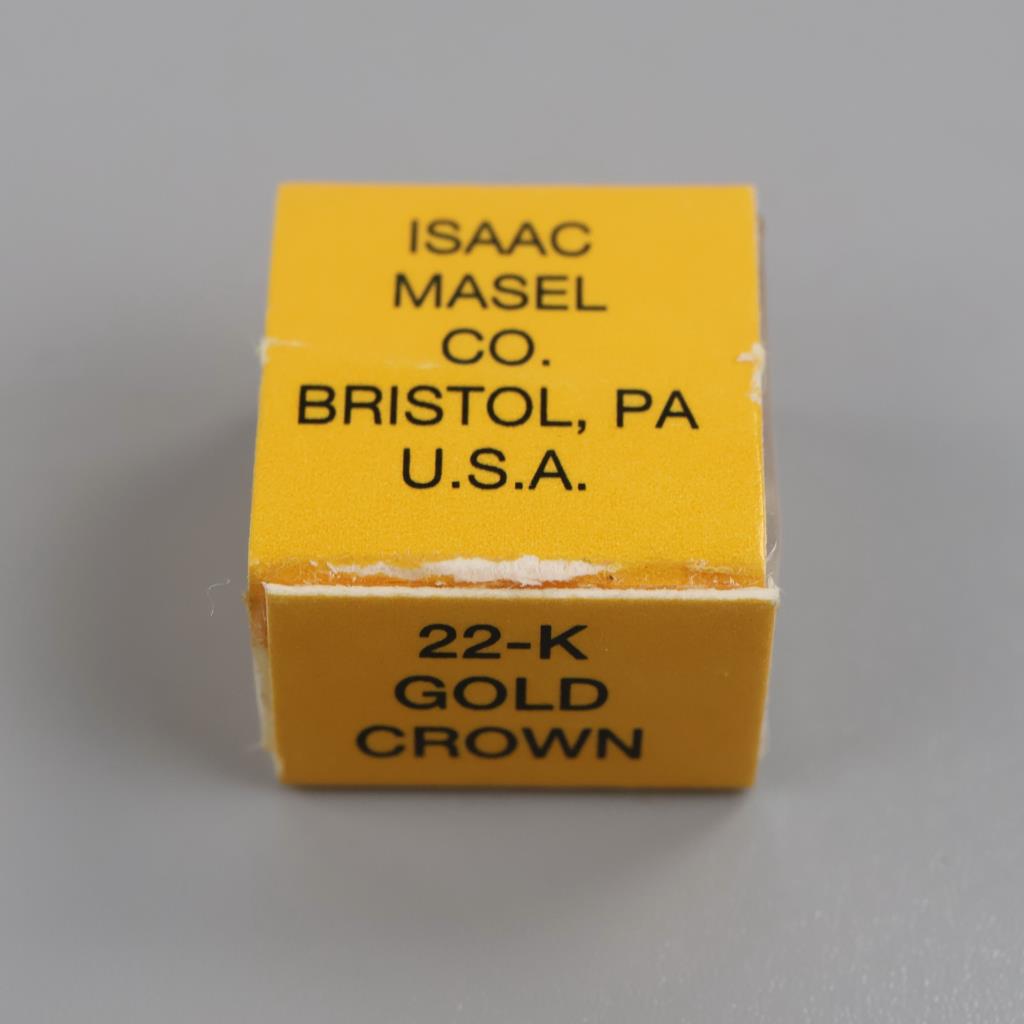 ISAAC
MASEL
CO.
BRISTOL, PA
U.S.A.
22-K
GOLD
CROWN